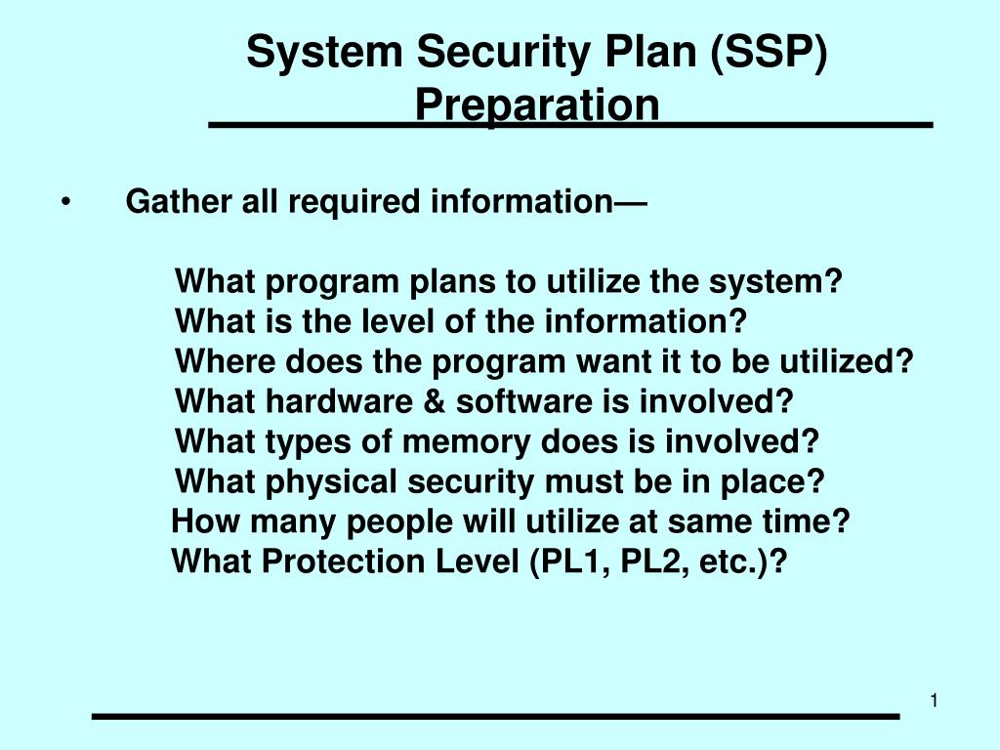 System Security Plan (SSP)
Preparation
• Gather all required information—
What program plans to utilize the system?
What is the level of the information?
Where does the program want it to be utilized?
What hardware & software is involved?
What types of memory does is involved?
What physical security must be in place?
How many people will utilize at same time?
What Protection Level (PL1, PL2, etc.)?
1